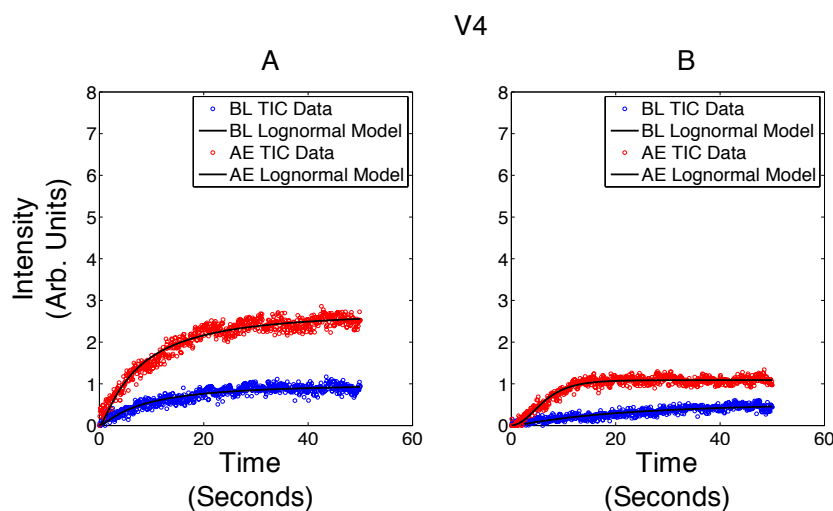 V4
A
B
Intensity
(Arb. Units)
8
7
6
5
4
3
2
1
0
0
20
40
60
BL TIC Data
BL Lognormal Model
AE TIC Data
AE Lognormal Model
Time
(Seconds)
8
7
6
5
4
3
2
1
0
0
20
40
60
BL TIC Data
BL Lognormal Model
AE TIC Data
AE Lognormal Model
Time
(Seconds)